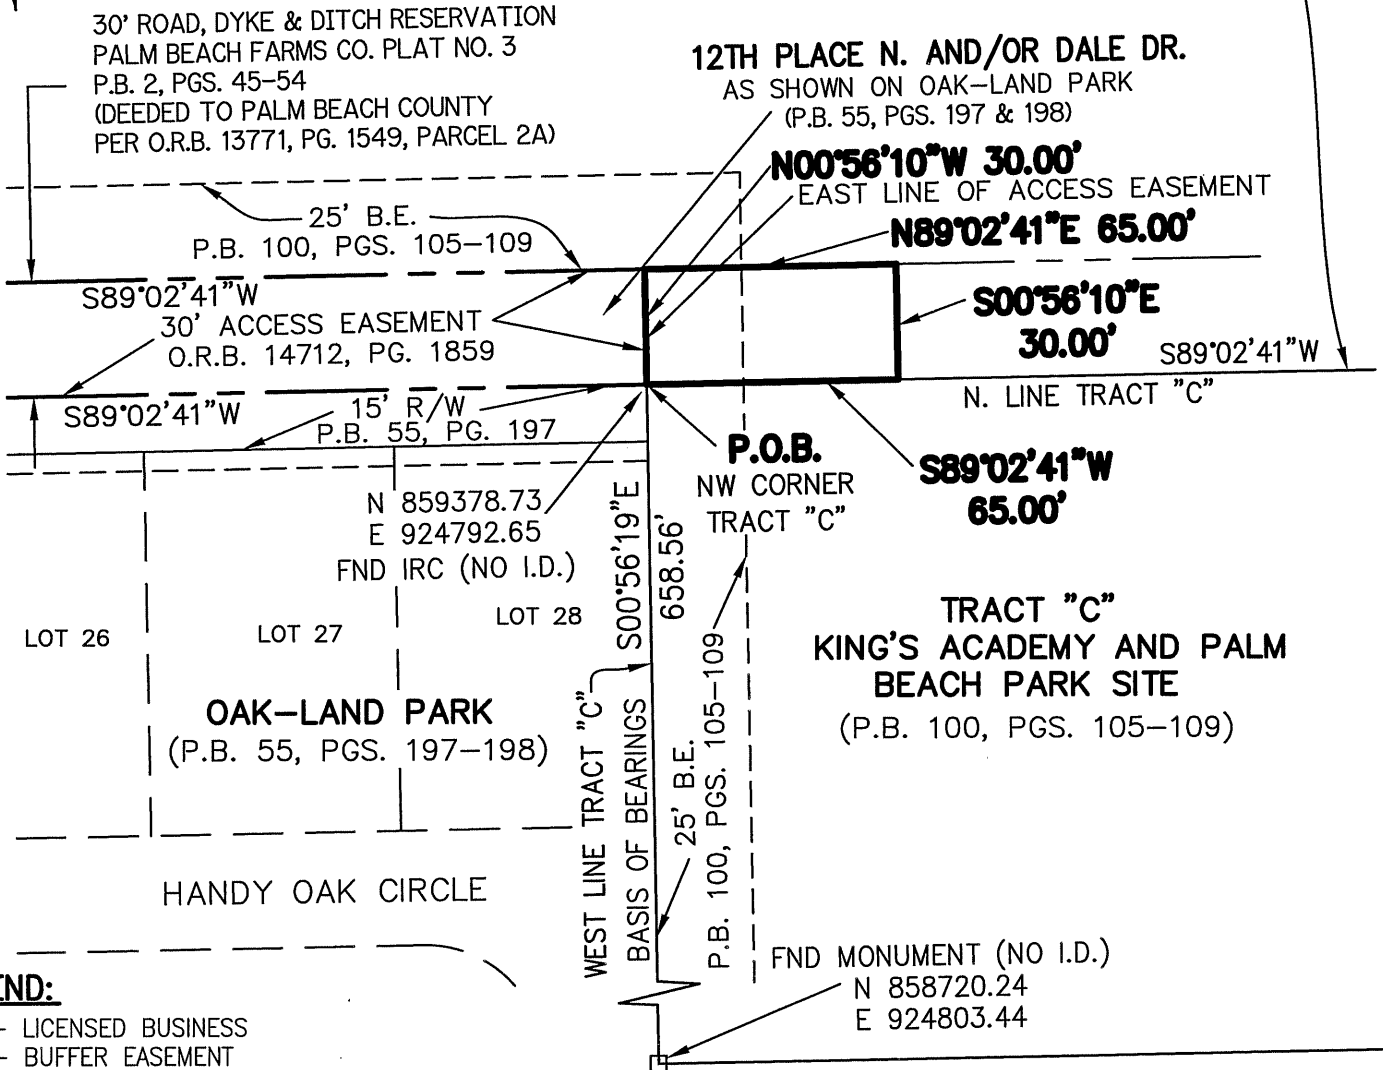 30' ROAD, DYKE & DITCH RESERVATION
PALM BEACH FARMS CO. PLAT NO. 3
P.B. 2, PGS. 45-54
(DEEDED TO PALM BEACH COUNTY
PER O.R.B. 13771, PG. 1549, PARCEL 2A)
12TH PLACE N. AND/OR DALE DR.
AS SHOWN ON OAK-LAND PARK
(P.B. 55, PGS. 197 & 198)
N00°56'10"W 30.00'
EAST LINE OF ACCESS EASEMENT
N89°02'41"E 65.00'
25' B.E.
P.B. 100, PGS. 105-109
S89°02'41"W
30' ACCESS EASEMENT
O.R.B. 14712, PG. 1859
S00°56'10"E
30.00'
S89°02'41"W
N. LINE TRACT "C"
S89°02'41"W
15' R/W
P.B. 55, PG. 197
P.O.B.
NW CORNER
TRACT "C"
S89°02'41"W
65.00'
N 859378.73
E 924792.65
FND IRC (NO I.D.)
S00°56'19"E
658.56'
LOT 26
LOT 27
LOT 28
OAK-LAND PARK
(P.B. 55, PGS. 197-198)
TRACT "C"
KING'S ACADEMY AND PALM
BEACH PARK SITE
(P.B. 100, PGS. 105-109)
WEST LINE TRACT "C"
BASIS OF BEARINGS
25' B.E.
P.B. 100, PGS. 105-109
HANDY OAK CIRCLE
FND MONUMENT (NO I.D.)
N 858720.24
E 924803.44
END:
- LICENSED BUSINESS
- BUFFER EASEMENT